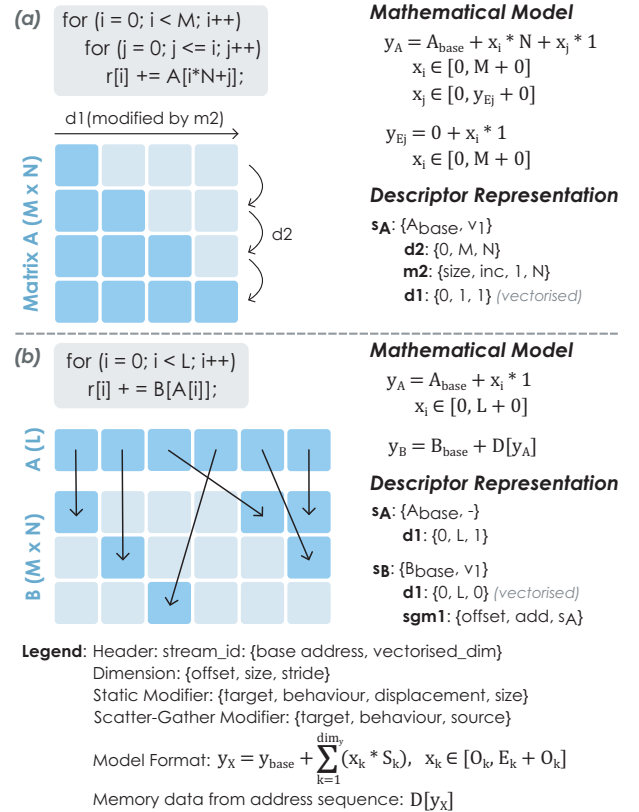 (a)
for (i = 0; i < M; i++)
for (j = 0; j <= i; j++)
r[i] += A[i*N+j];
d1(modified by m2)
Matrix A (M x N)
d2
Mathematical Model
y_A = A_base + x_i * N + x_j * 1
x_i ∈ [0, M + 0]
x_j ∈ [0, y_Ej + 0]
y_Ej = 0 + x_i * 1
x_i ∈ [0, M + 0]
Descriptor Representation
s_A: {A_base, v_1}
d2: {0, M, N}
m2: {size, inc, 1, N}
d1: {0, 1, 1} (vectorised)
(b)
for (i = 0; i < L; i++)
r[i] + = B[A[i]];
A (L)
B (M x N)
Mathematical Model
y_A = A_base + x_i * 1
x_i ∈ [0, L + 0]
y_B = B_base + D[y_A]
Descriptor Representation
s_A: {A_base, -}
d1: {0, L, 1}
s_B: {B_base, v_1}
d1: {0, L, 0} (vectorised)
sgm1: {offset, add, s_A}
Legend: Header: stream_id: {base address, vectorised_dim}
Dimension: {offset, size, stride}
Static Modifier: {target, behaviour, displacement, size}
Scatter-Gather Modifier: {target, behaviour, source}
Model Format: y_X = y_base + ∑_{k=1}^{dim_y} (x_k * S_k), x_k ∈ [O_k, E_k + O_k]
Memory data from address sequence: D[y_X]